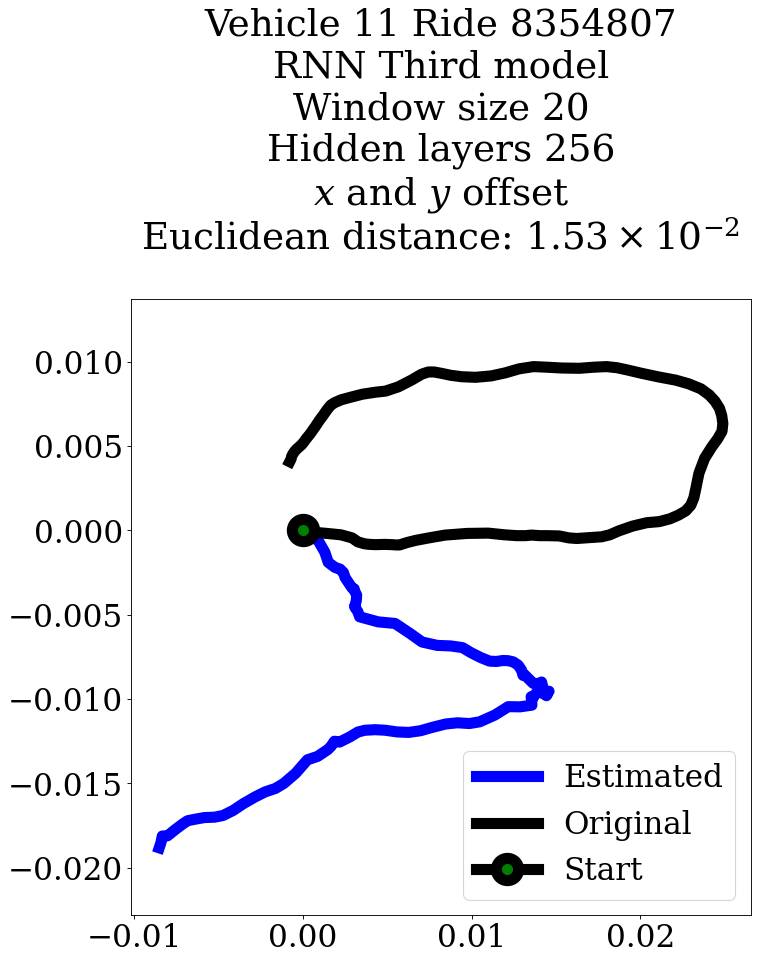 Vehicle 11 Ride 8354807
RNN Third model
Window size 20
Hidden layers 256
x and y offset
Euclidean distance: 1.53 × 10⁻²
0.010
0.005
0.000
−0.005
−0.010
−0.015
−0.020
Estimated
Original
Start
−0.01 0.00 0.01 0.02